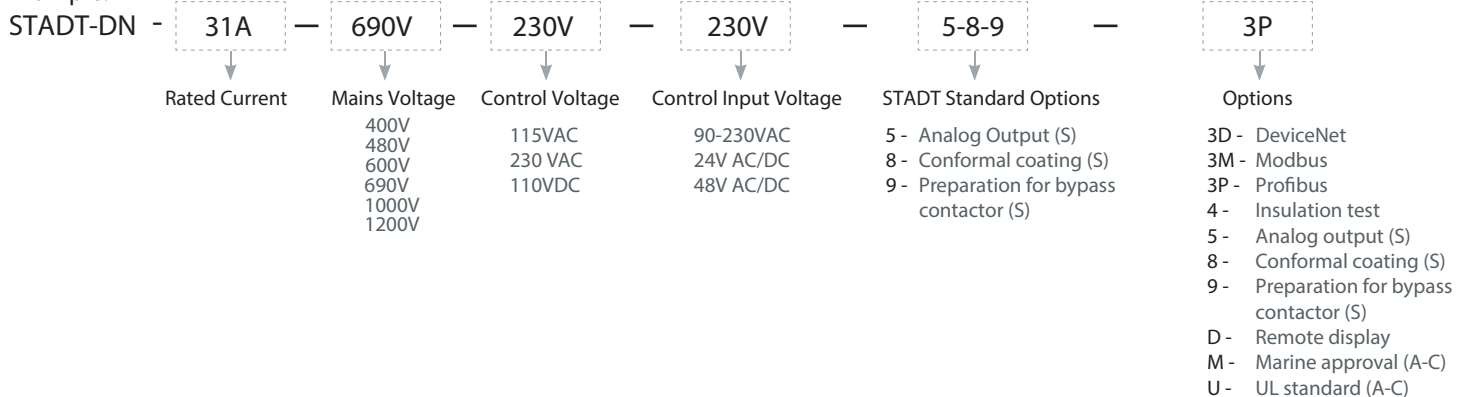 STADT-DN - 31A — 690V — 230V — 230V — 5-8-9 — 3P
Rated Current
Mains Voltage
400V
480V
600V
690V
1000V
1200V
Control Voltage
115VAC
230 VAC
110VDC
Control Input Voltage
90-230VAC
24V AC/DC
48V AC/DC
STADT Standard Options
5 - Analog Output (S)
8 - Conformal coating (S)
9 - Preparation for bypass
contactor (S)
Options
3D - DeviceNet
3M - Modbus
3P - Profibus
4 - Insulation test
5 - Analog output (S)
8 - Conformal coating (S)
9 - Preparation for bypass
contactor (S)
D - Remote display
M - Marine approval (A-C)
U - UL standard (A-C)